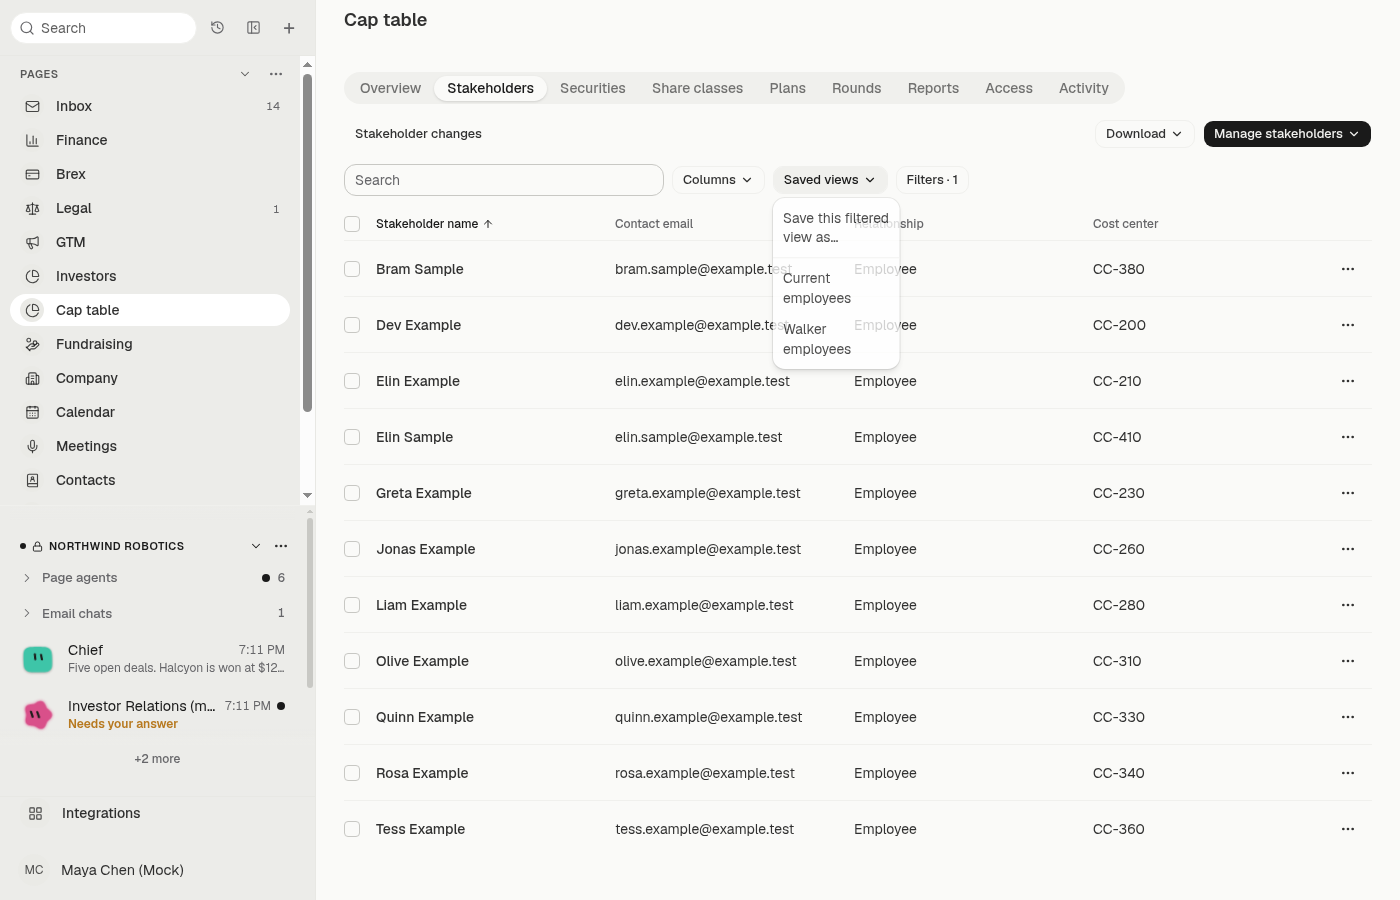 Search
PAGES
Inbox 14
Finance
Brex
Legal 1
GTM
Investors
Cap table
Fundraising
Company
Calendar
Meetings
Contacts
NORTHWIND ROBOTICS
Page agents 6
Email chats 1
Chief 7:11 PM
Five open deals. Halcyon is won at $12…
Investor Relations (m… 7:11 PM
Needs your answer
+2 more
Integrations
MC Maya Chen (Mock)
Cap table
Overview Stakeholders Securities Share classes Plans Rounds Reports Access Activity
Stakeholder changes Download Manage stakeholders
Search Columns Saved views Filters · 1
Save this filtered
view as…
Current
employees
Walker
employees
Stakeholder name Contact email Relationship Cost center
Bram Sample bram.sample@example.test Employee CC-380
Dev Example dev.example@example.test Employee CC-200
Elin Example elin.example@example.test Employee CC-210
Elin Sample elin.sample@example.test Employee CC-410
Greta Example greta.example@example.test Employee CC-230
Jonas Example jonas.example@example.test Employee CC-260
Liam Example liam.example@example.test Employee CC-280
Olive Example olive.example@example.test Employee CC-310
Quinn Example quinn.example@example.test Employee CC-330
Rosa Example rosa.example@example.test Employee CC-340
Tess Example tess.example@example.test Employee CC-360